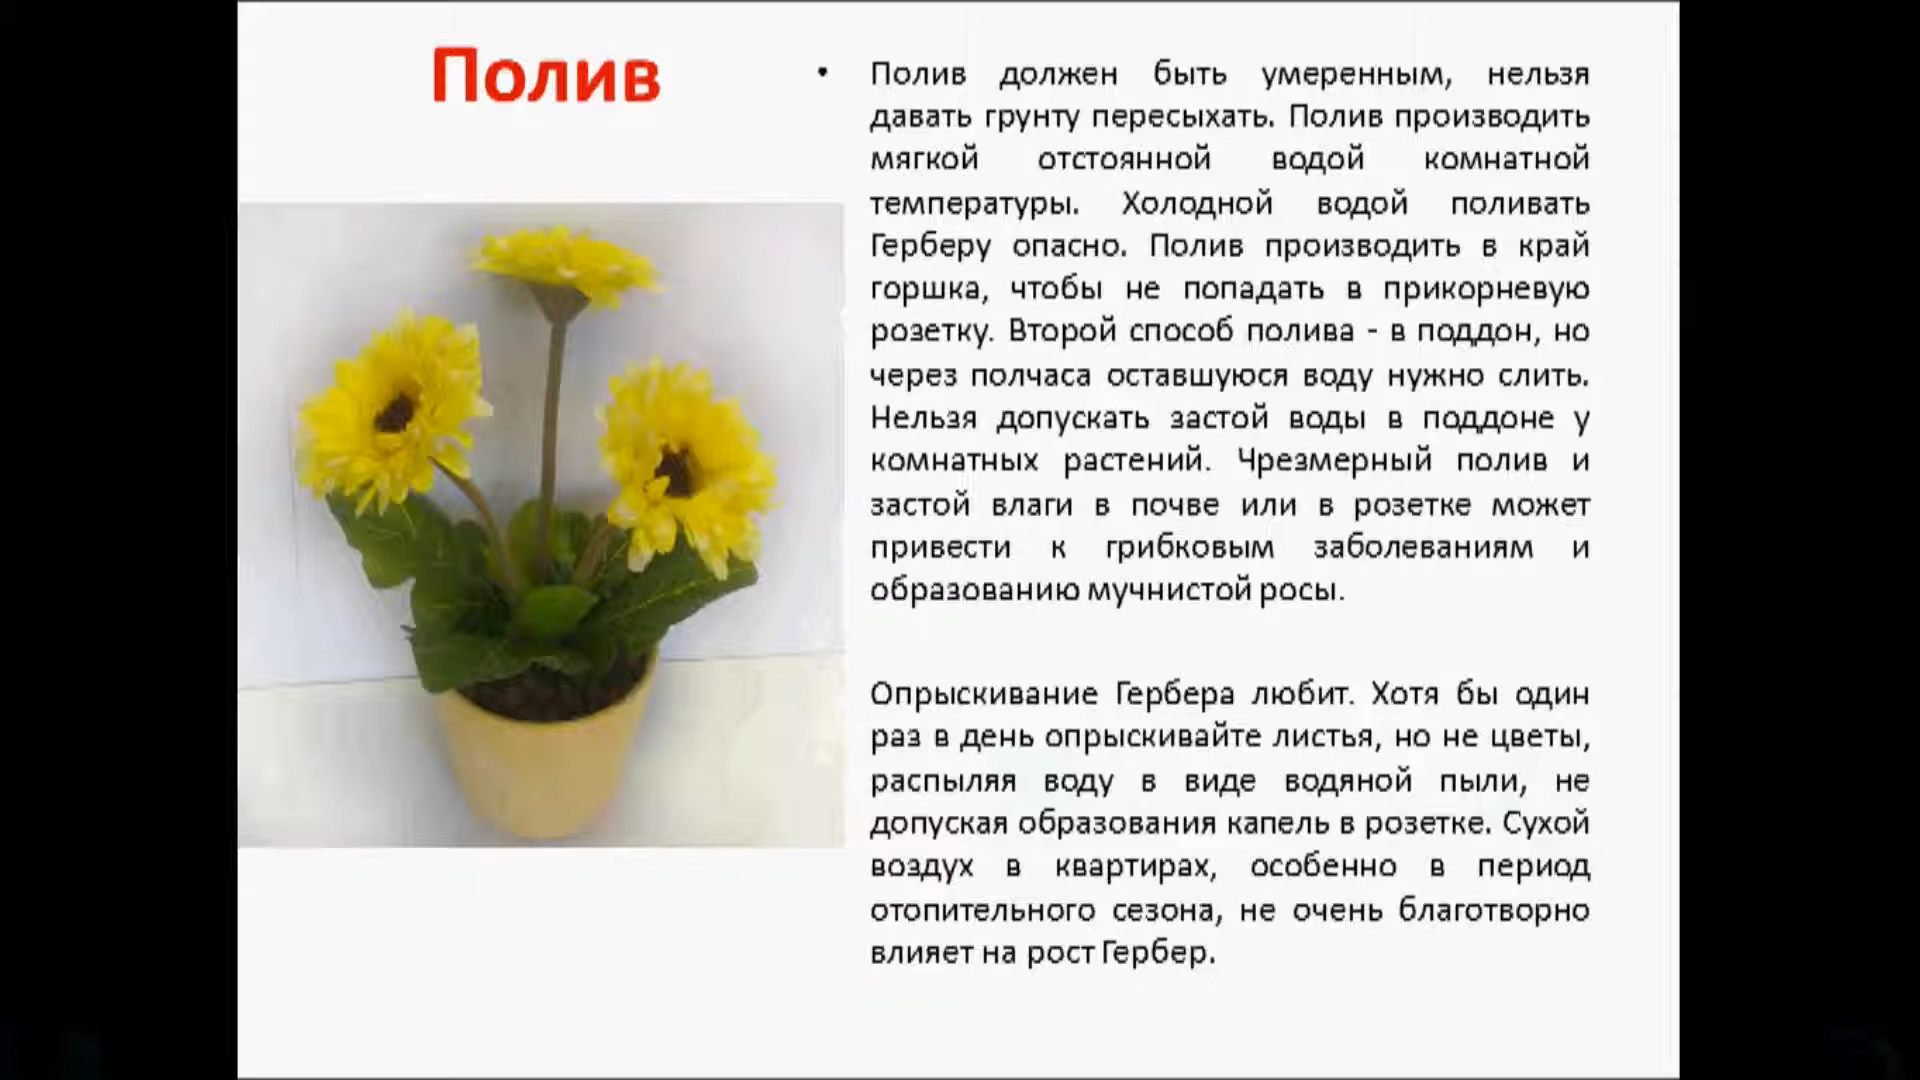 Полив
• Полив должен быть умеренным, нельзя
давать грунту пересыхать. Полив производить
мягкой отстоянной водой комнатной
температуры. Холодной водой поливать
Герберу опасно. Полив производить в край
горшка, чтобы не попадать в прикорневую
розетку. Второй способ полива - в поддон, но
через полчаса оставшуюся воду нужно слить.
Нельзя допускать застой воды в поддоне у
комнатных растений. Чрезмерный полив и
застой влаги в почве или в розетке может
привести к грибковым заболеваниям и
образованию мучнистой росы.
Опрыскивание Гербера любит. Хотя бы один
раз в день опрыскивайте листья, но не цветы,
распыляя воду в виде водяной пыли, не
допуская образования капель в розетке. Сухой
воздух в квартирах, особенно в период
отопительного сезона, не очень благотворно
влияет на рост Гербер.